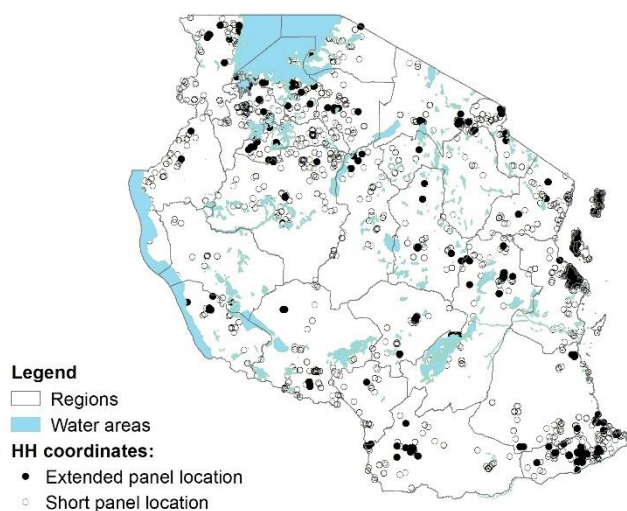 Legend
Regions
Water areas
HH coordinates:
Extended panel location
Short panel location